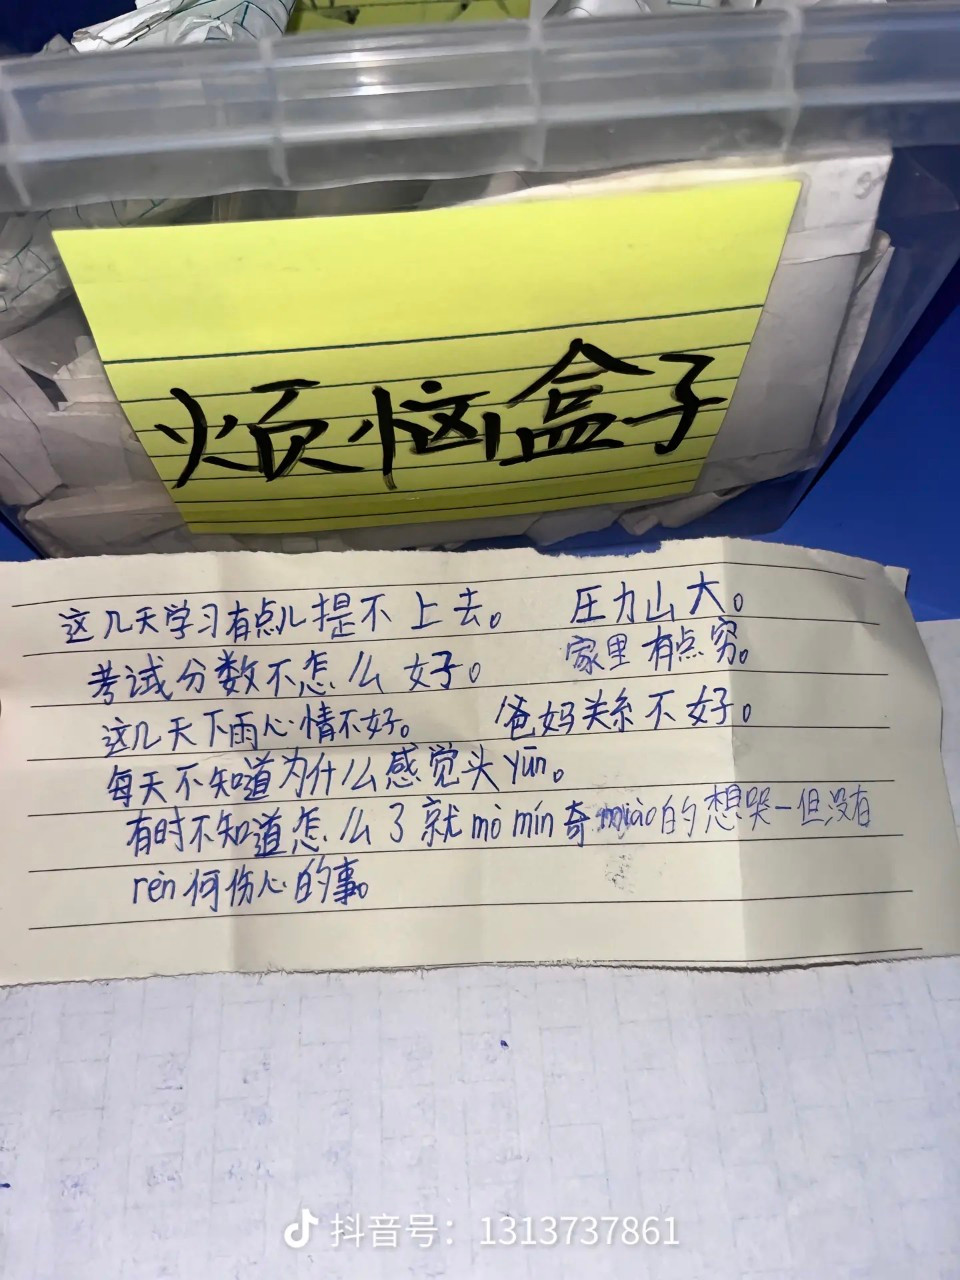 烦恼盒子
这几天学习有点儿提不上去。 压力山大。
考试分数不怎么好。 家里有点穷。
这几天下雨心情不好。 爸妈关系不好。
每天不知道为什么感觉头yūn。
有时不知道怎么了就mò mín奇miào的想哭一但没有
rèn何伤心的事。
抖音号：1313737861